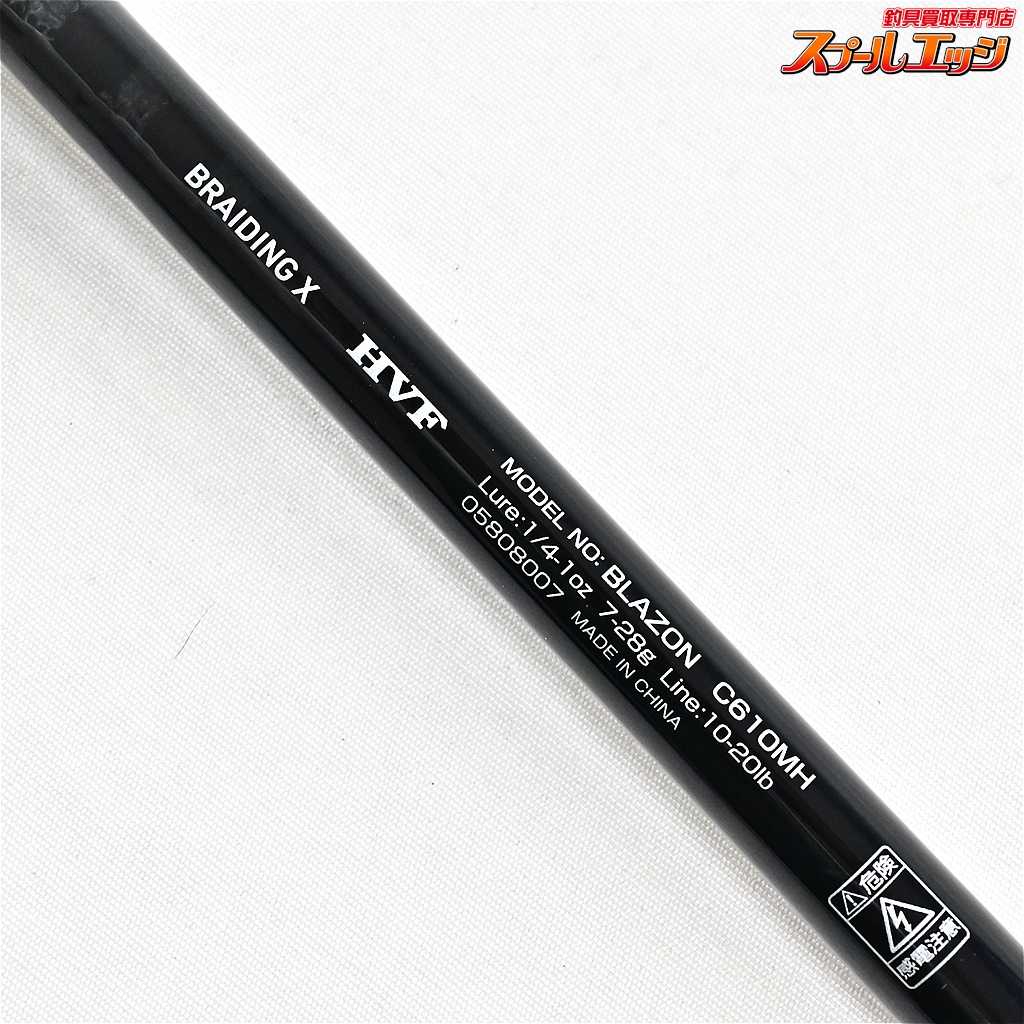 釣具買取専門店
スプールエッジ
BRAIDING X
HVF
MODEL NO: BLAZON C610MH
Lure:1/4-1oz 7-28g Line:10-20lb
05808007 MADE IN CHINA
危険
感電注意